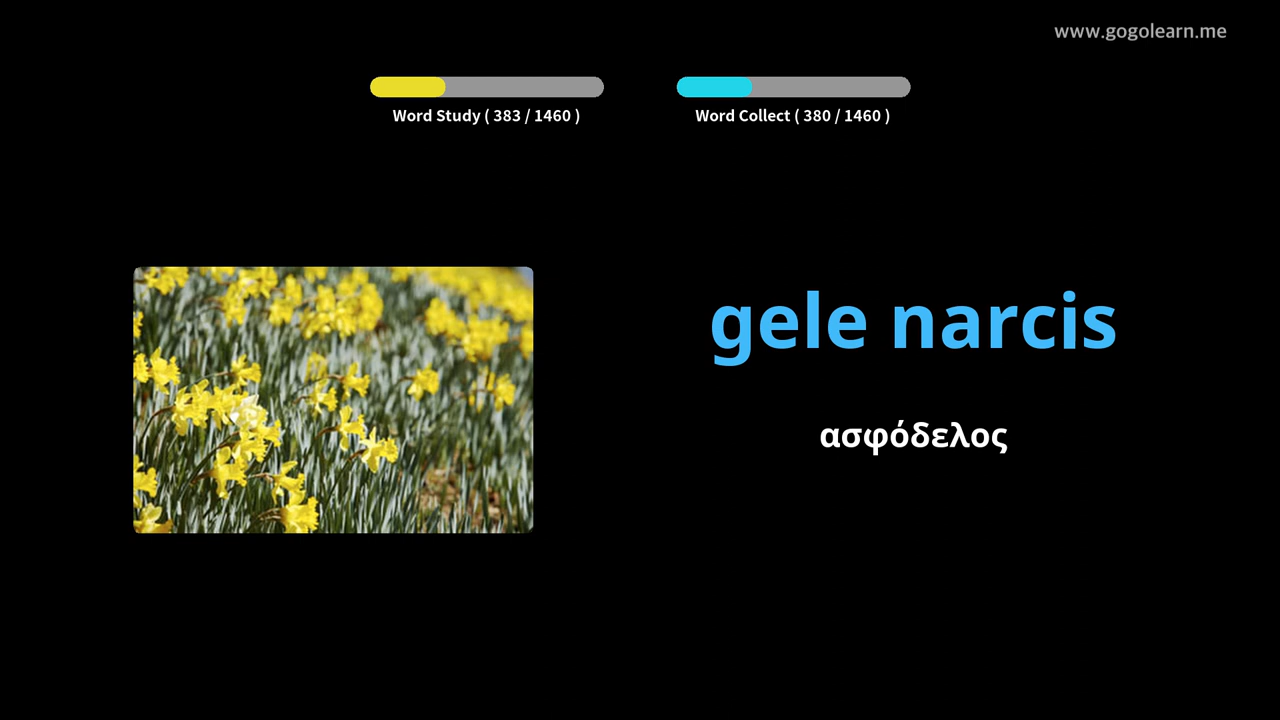 www.gogolearn.me
Word Study ( 383 / 1460 )
Word Collect ( 380 / 1460 )
gele narcis
ασφόδελος